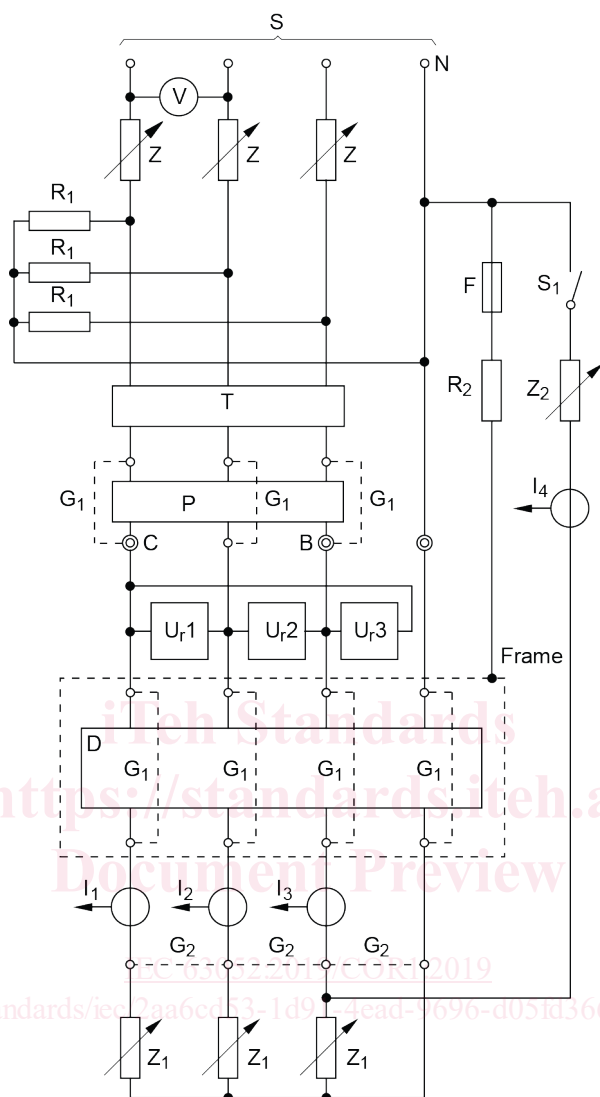 S
N
V
Z Z Z
R1
R1
R1
F
S1
R2
Z2
T
G1 P G1 G1
I4
C B
Ur1 Ur2 Ur3
Frame
iTeh Standards
D
G1 G1 G1 G1
https://standards.iteh.a
Document Preview
I1 I2 I3
G2 G2 G2
IEC 63052:2019/COR1:2019
ndards/iec/2aa6cd53-1d91-4ead-9696-d05fd36
Z1 Z1 Z1